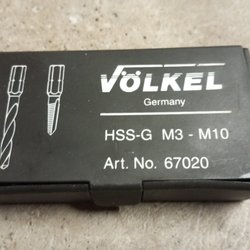 VÖLKEL
Germany
HSS-G M3 - M10
Art. No. 67020